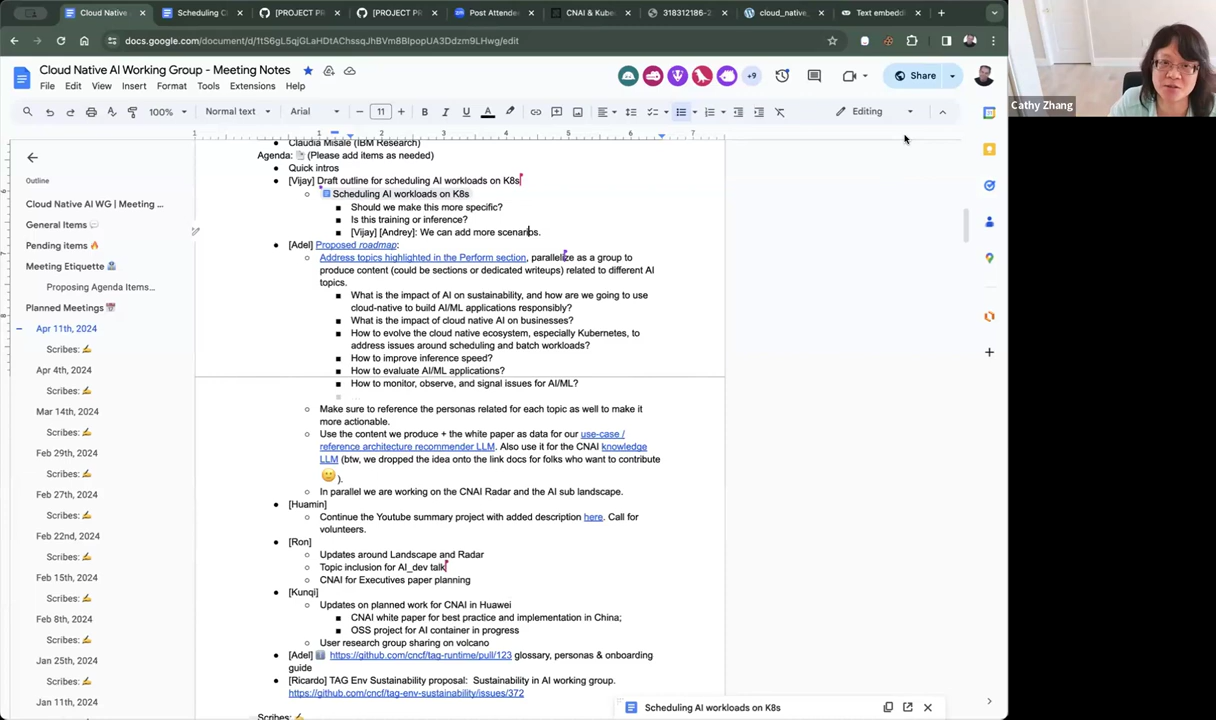 Cloud Native
Scheduling C
[PROJECT PR
[PROJECT PR
Post Attende
CNAI & Kube
318312186-2
cloud_native_
Text embeddi
docs.google.com/document/d/1tS6gL5qjGLaHDtAChssqJhBVm8BIpopUA3Ddzm9LHwg/edit
Cloud Native AI Working Group - Meeting Notes
File Edit View Insert Format Tools Extensions
+9
Share
100%
Normal text
Arial
11
Editing
Cathy Zhang
1 1 2 3 4 5 6 7
Outline
Cloud Native AI WG | Meeting ...
General Items
Pending items
Meeting Etiquette
Proposing Agenda Items...
Planned Meetings
Apr 11th, 2024
Scribes:
Apr 4th, 2024
Scribes:
Mar 14th, 2024
Scribes:
Feb 29th, 2024
Scribes:
Feb 27th, 2024
Scribes:
Feb 22nd, 2024
Scribes:
Feb 15th, 2024
Scribes:
Feb 8th, 2024
Scribes:
Jan 25th, 2024
Scribes:
Jan 11th, 2024
Claudia Misale (IBM Research)
Agenda: (Please add items as needed)
Quick intros
[Vijay] Draft outline for scheduling AI workloads on K8s
Scheduling AI workloads on K8s
Should we make this more specific?
Is this training or inference?
[Vijay] [Andrey]: We can add more scenarios.
[Adel] Proposed roadmap:
Address topics highlighted in the Perform section, parallelize as a group to
produce content (could be sections or dedicated writeups) related to different AI
topics.
What is the impact of AI on sustainability, and how are we going to use
cloud-native to build AI/ML applications responsibly?
What is the impact of cloud native AI on businesses?
How to evolve the cloud native ecosystem, especially Kubernetes, to
address issues around scheduling and batch workloads?
How to improve inference speed?
How to evaluate AI/ML applications?
How to monitor, observe, and signal issues for AI/ML?
...
Make sure to reference the personas related for each topic as well to make it
more actionable.
Use the content we produce + the white paper as data for our use-case /
reference architecture recommender LLM. Also use it for the CNAI knowledge
LLM (btw, we dropped the idea onto the link docs for folks who want to contribute
).
In parallel we are working on the CNAI Radar and the AI sub landscape.
[Huamin]
Continue the Youtube summary project with added description here. Call for
volunteers.
[Ron]
Updates around Landscape and Radar
Topic inclusion for AI_dev talk
CNAI for Executives paper planning
[Kunqi]
Updates on planned work for CNAI in Huawei
CNAI white paper for best practice and implementation in China;
OSS project for AI container in progress
User research group sharing on volcano
[Adel] https://github.com/cncf/tag-runtime/pull/123 glossary, personas & onboarding
guide
[Ricardo] TAG Env Sustainability proposal: Sustainability in AI working group.
https://github.com/cncf/tag-env-sustainability/issues/372
Scribes:
Scheduling AI workloads on K8s